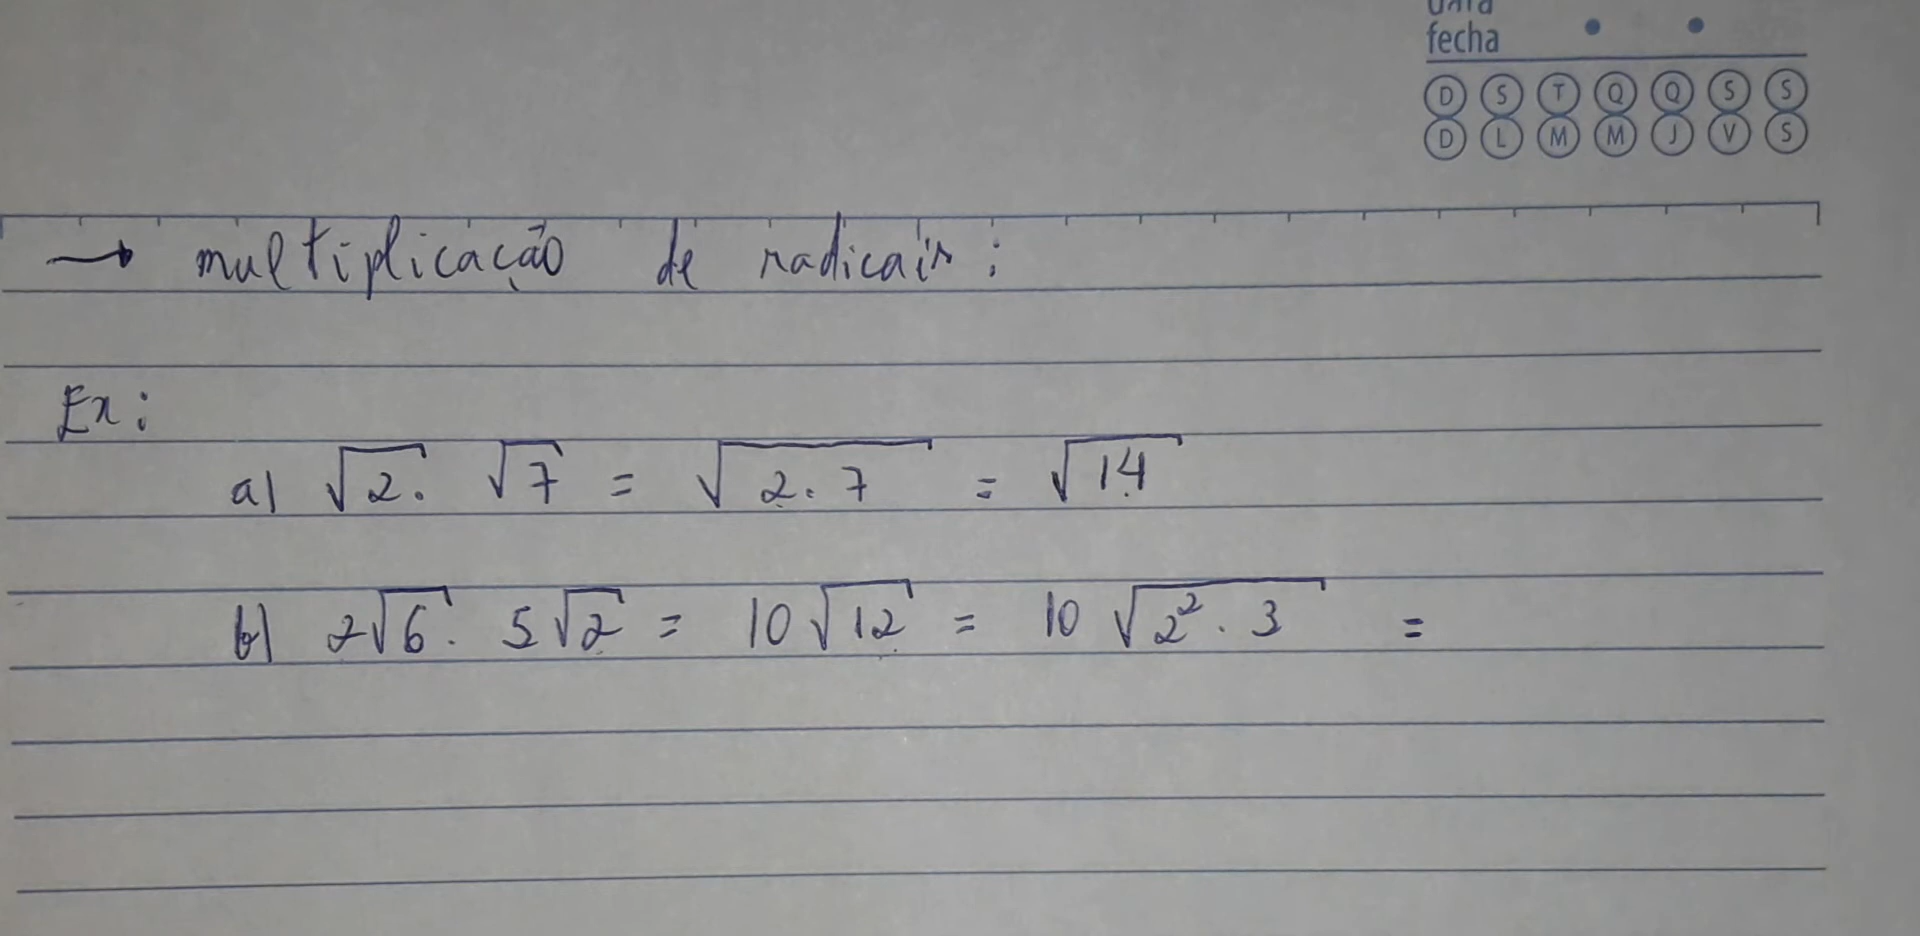 fecha
D S T Q Q S S
D L M M J V S
→ multiplicação de radicais:
Ex:
a) √2. √7 = √2.7 = √14
b) 2√6. 5√2 = 10√12 = 10 √2². 3 =